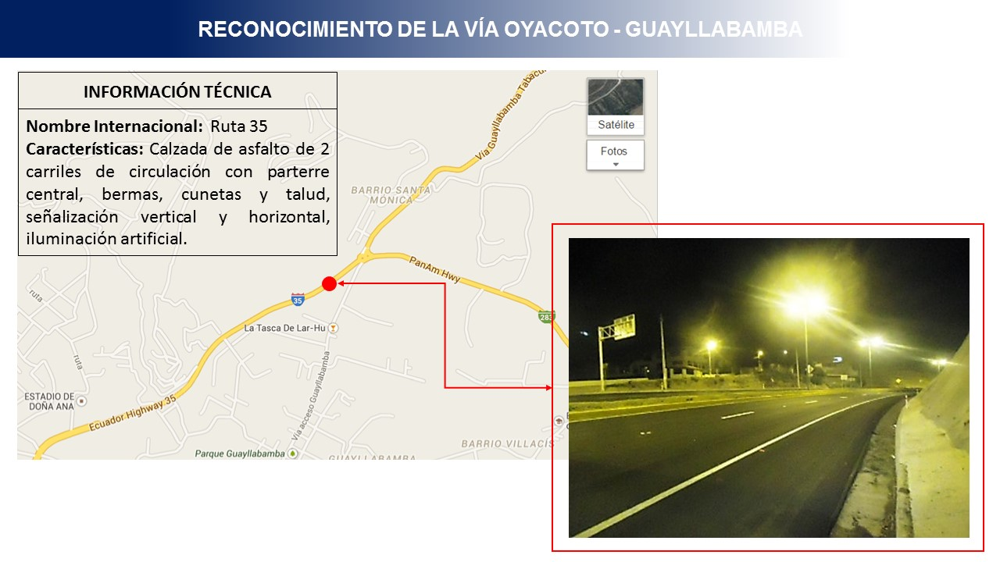 RECONOCIMIENTO DE LA VÍA OYACOTO - GUAYLLABAMBA
INFORMACIÓN TÉCNICA
Nombre Internacional: Ruta 35
Características: Calzada de asfalto de 2
carriles de circulación con parterre
central, bermas, cunetas y talud,
señalización vertical y horizontal,
iluminación artificial.
Satélite
Fotos
Vía Guayllabamba Tabacun
BARRIO SANTA
MÓNICA
PanAm Hwy
35
283
La Tasca De Lar-Hu
ruta
ruta
ESTADIO DE
DOÑA ANA
Ecuador Highway 35
Vía acceso Guayllabamba
Parque Guayllabamba
GUAYLLABAMBA
BARRIO VILLACÍS